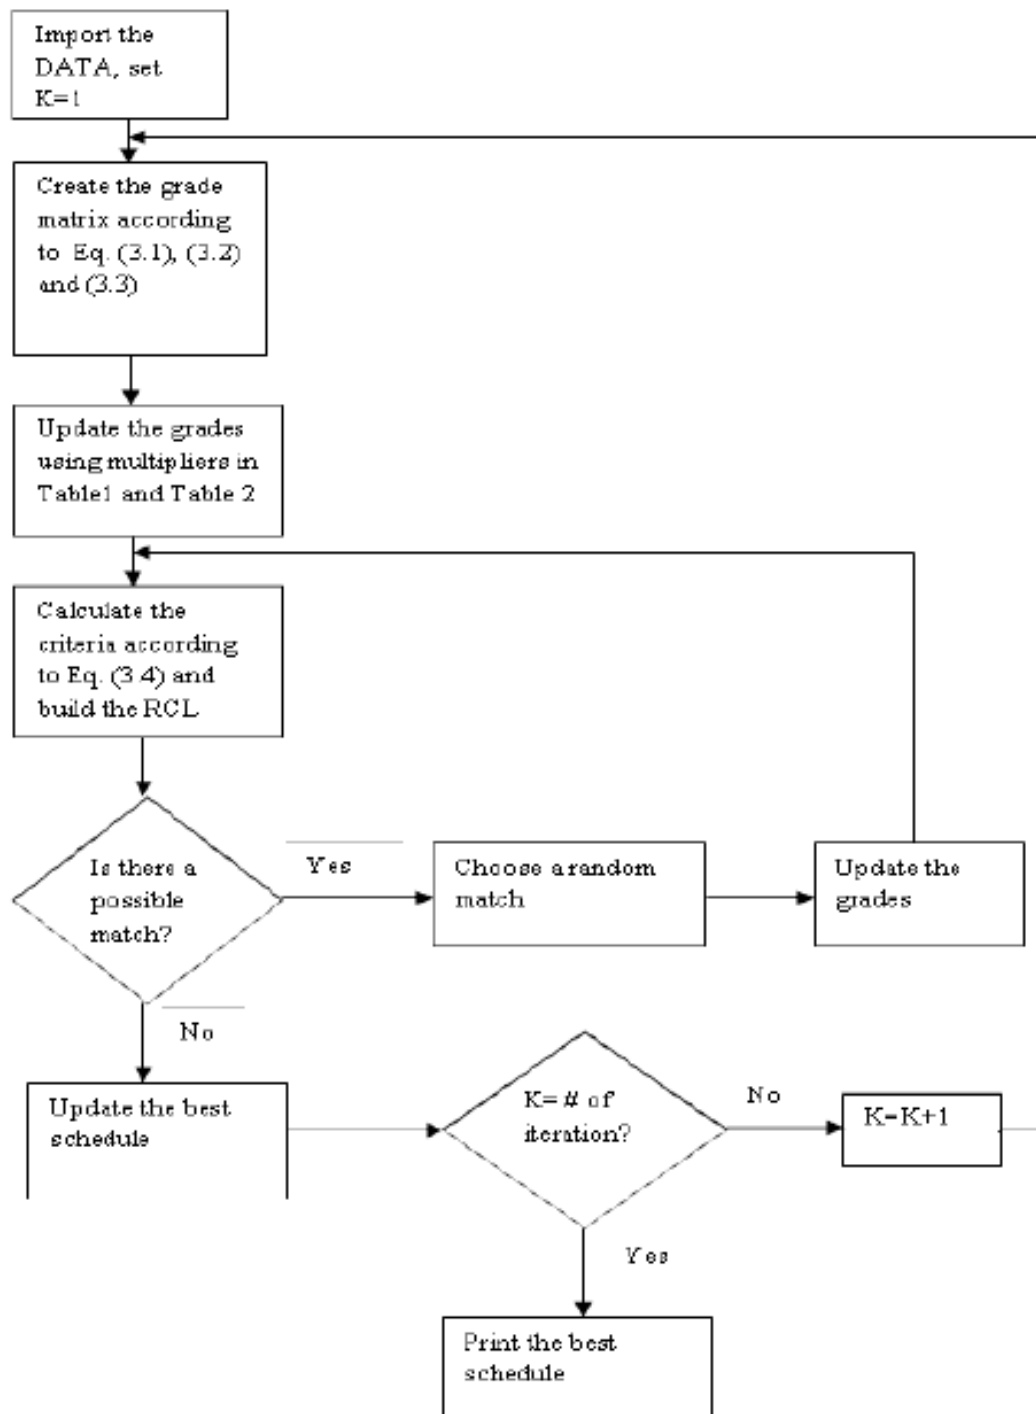 Import the
DATA, set
K=1
Create the grade
matrix according
to Eq. (3.1), (3.2)
and (3.3)
Update the grades
using multipliers in
Table1 and Table 2
Calculate the
criteria according
to Eq. (3.4) and
build the RCL
Is there a
possible
match?
Yes
Choose a random
match
Update the
grades
No
Update the best
schedule
K= # of
iteration?
No
K=K+1
Yes
Print the best
schedule